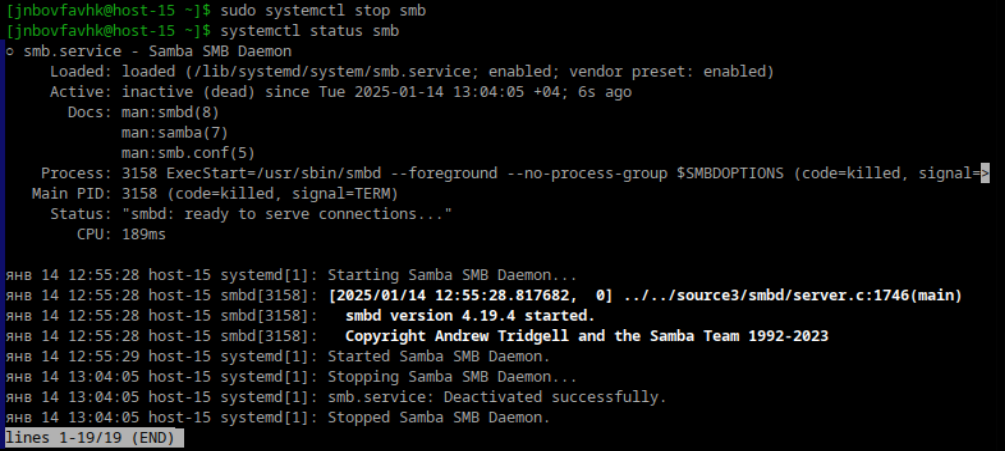 [jnbovfavhk@host-15 ~]$ sudo systemctl stop smb
[jnbovfavhk@host-15 ~]$ systemctl status smb
○ smb.service - Samba SMB Daemon
     Loaded: loaded (/lib/systemd/system/smb.service; enabled; vendor preset: enabled)
     Active: inactive (dead) since Tue 2025-01-14 13:04:05 +04; 6s ago
       Docs: man:smbd(8)
             man:samba(7)
             man:smb.conf(5)
    Process: 3158 ExecStart=/usr/sbin/smbd --foreground --no-process-group $SMBDOPTIONS (code=killed, signal=>
   Main PID: 3158 (code=killed, signal=TERM)
     Status: "smbd: ready to serve connections..."
        CPU: 189ms

янв 14 12:55:28 host-15 systemd[1]: Starting Samba SMB Daemon...
янв 14 12:55:28 host-15 smbd[3158]: [2025/01/14 12:55:28.817682,  0] ../../source3/smbd/server.c:1746(main)
янв 14 12:55:28 host-15 smbd[3158]:   smbd version 4.19.4 started.
янв 14 12:55:28 host-15 smbd[3158]:   Copyright Andrew Tridgell and the Samba Team 1992-2023
янв 14 12:55:29 host-15 systemd[1]: Started Samba SMB Daemon.
янв 14 13:04:05 host-15 systemd[1]: Stopping Samba SMB Daemon...
янв 14 13:04:05 host-15 systemd[1]: smb.service: Deactivated successfully.
янв 14 13:04:05 host-15 systemd[1]: Stopped Samba SMB Daemon.
lines 1-19/19 (END)